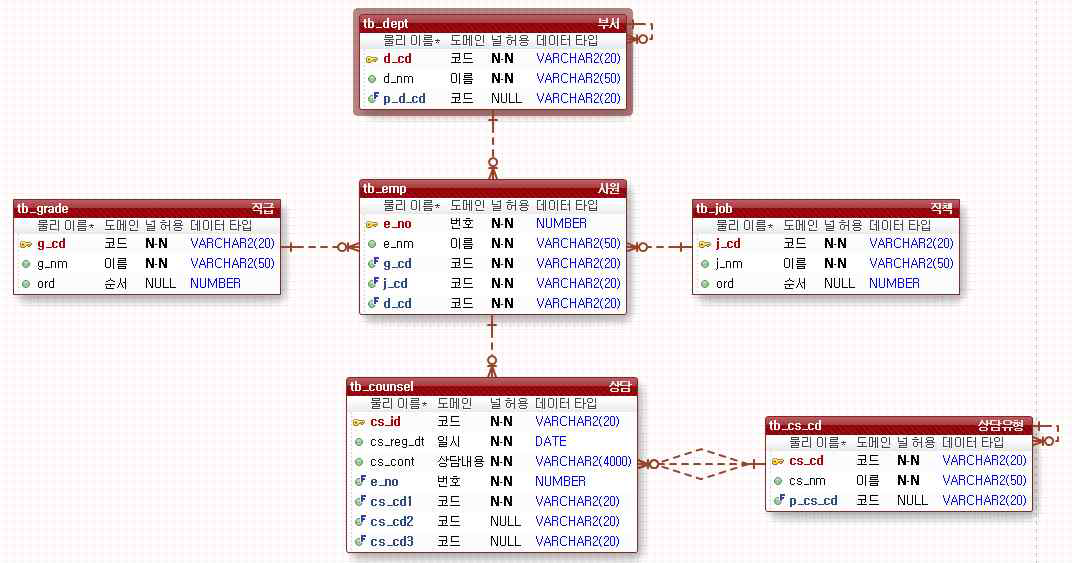 tb_dept 부서
물리 이름* 도메인 널 허용 데이터 타입
d_cd 코드 N-N VARCHAR2(20)
d_nm 이름 N-N VARCHAR2(50)
p_d_cd 코드 NULL VARCHAR2(20)
tb_grade 직급
물리 이름* 도메인 널 허용 데이터 타입
g_cd 코드 N-N VARCHAR2(20)
g_nm 이름 N-N VARCHAR2(50)
ord 순서 NULL NUMBER
tb_emp 사원
물리 이름* 도메인 널 허용 데이터 타입
e_no 번호 N-N NUMBER
e_nm 이름 N-N VARCHAR2(50)
g_cd 코드 N-N VARCHAR2(20)
j_cd 코드 N-N VARCHAR2(20)
d_cd 코드 N-N VARCHAR2(20)
tb_job 직책
물리 이름* 도메인 널 허용 데이터 타입
j_cd 코드 N-N VARCHAR2(20)
j_nm 이름 N-N VARCHAR2(50)
ord 순서 NULL NUMBER
tb_counsel 상담
물리 이름* 도메인 널 허용 데이터 타입
cs_id 코드 N-N VARCHAR2(20)
cs_reg_dt 일시 N-N DATE
cs_cont 상담내용 N-N VARCHAR2(4000)
e_no 번호 N-N NUMBER
cs_cd1 코드 N-N VARCHAR2(20)
cs_cd2 코드 NULL VARCHAR2(20)
cs_cd3 코드 NULL VARCHAR2(20)
tb_cs_cd 상담유형
물리 이름* 도메인 널 허용 데이터 타입
cs_cd 코드 N-N VARCHAR2(20)
cs_nm 이름 N-N VARCHAR2(50)
p_cs_cd 코드 NULL VARCHAR2(20)